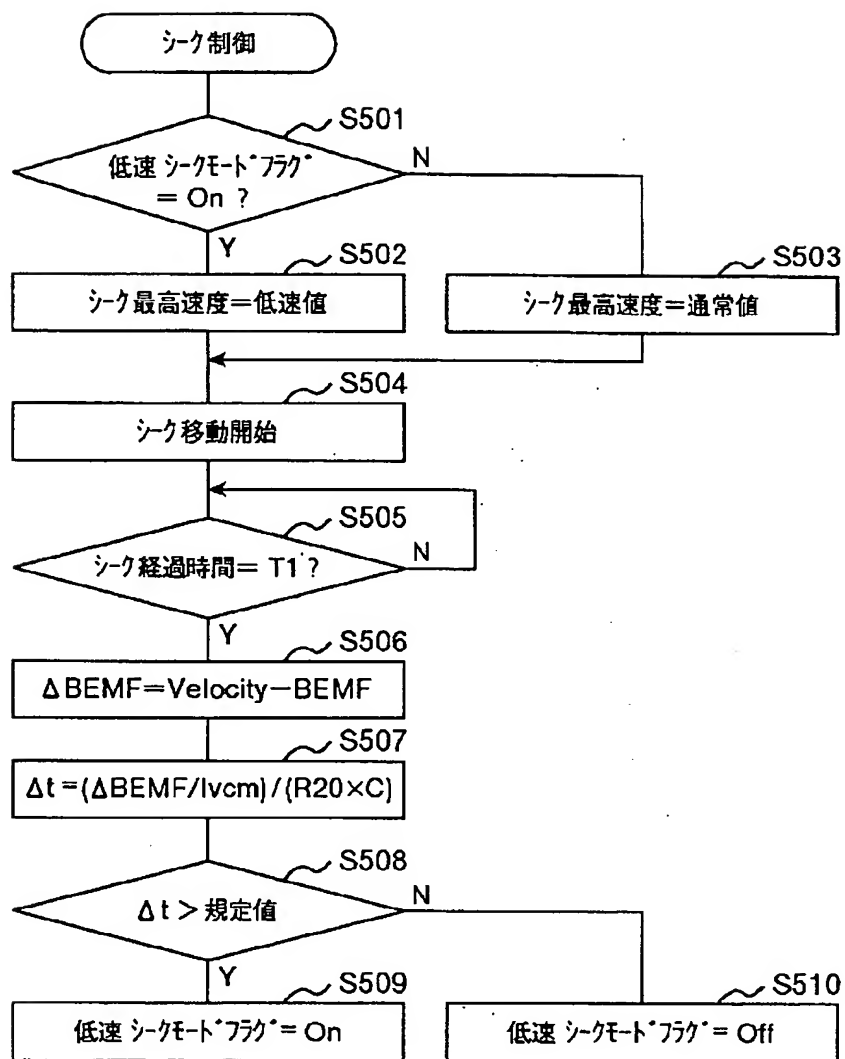 シーク制御
S501
低速 シークモードフラグ
= On ?
N
Y
S502
シーク最高速度=低速値
S503
シーク最高速度=通常値
S504
シーク移動開始
S505
シーク経過時間= T1 ?
N
Y
S506
ΔBEMF=Velocity-BEMF
S507
Δt=(ΔBEMF/Ivcm)/(R20×C)
S508
Δt > 規定値
N
Y
S509
低速 シークモードフラグ= On
S510
低速 シークモードフラグ= Off